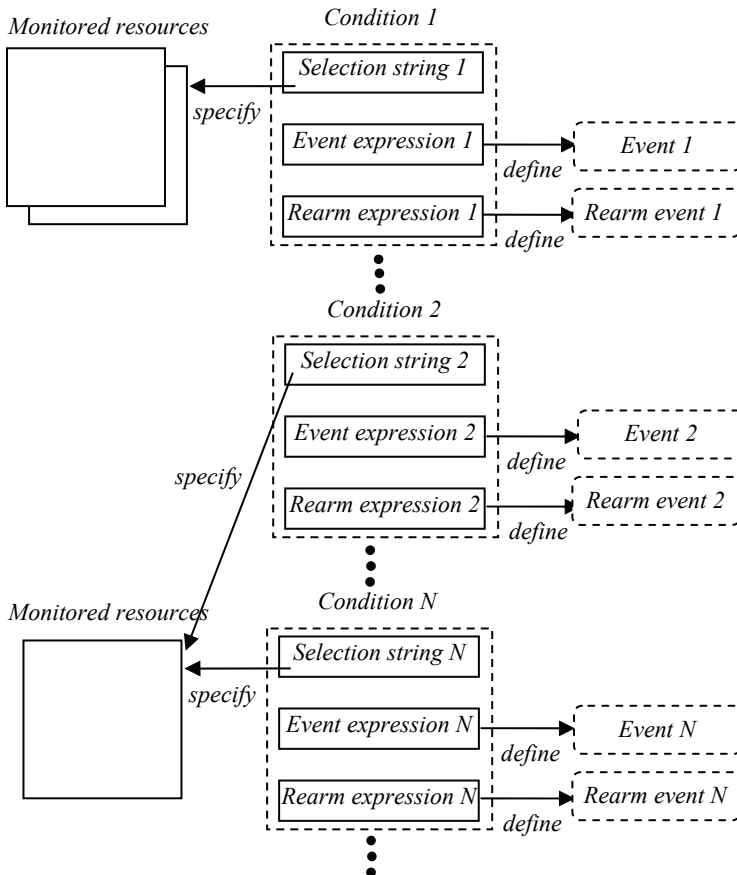 Monitored resources
Condition 1
Selection string 1
specify
Event expression 1
Event 1
define
Rearm expression 1
Rearm event 1
define
Condition 2
Selection string 2
Event expression 2
Event 2
define
specify
Rearm expression 2
Rearm event 2
define
Monitored resources
Condition N
Selection string N
specify
Event expression N
Event N
define
Rearm expression N
Rearm event N
define